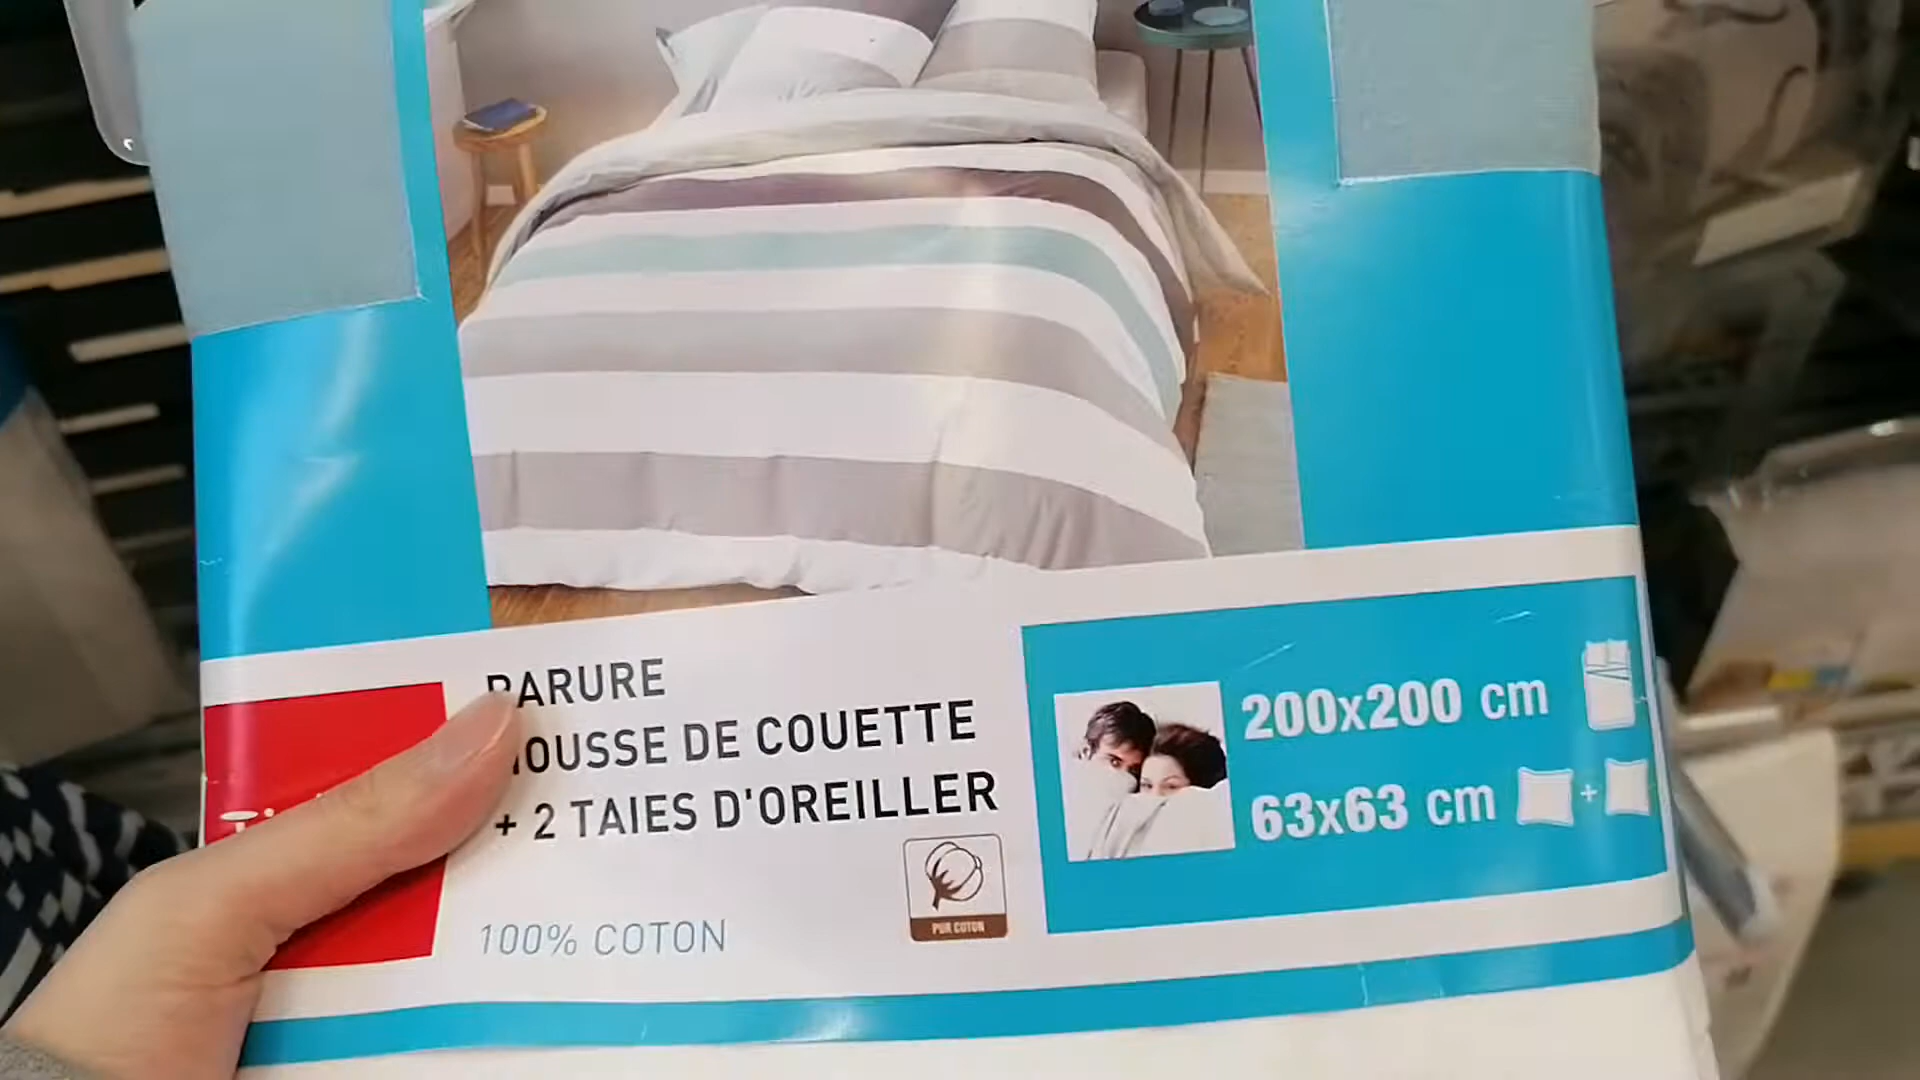 PARURE
HOUSSE DE COUETTE
+ 2 TAIES D'OREILLER
100% COTON
PUR COTON
200x200 cm
63x63 cm
+